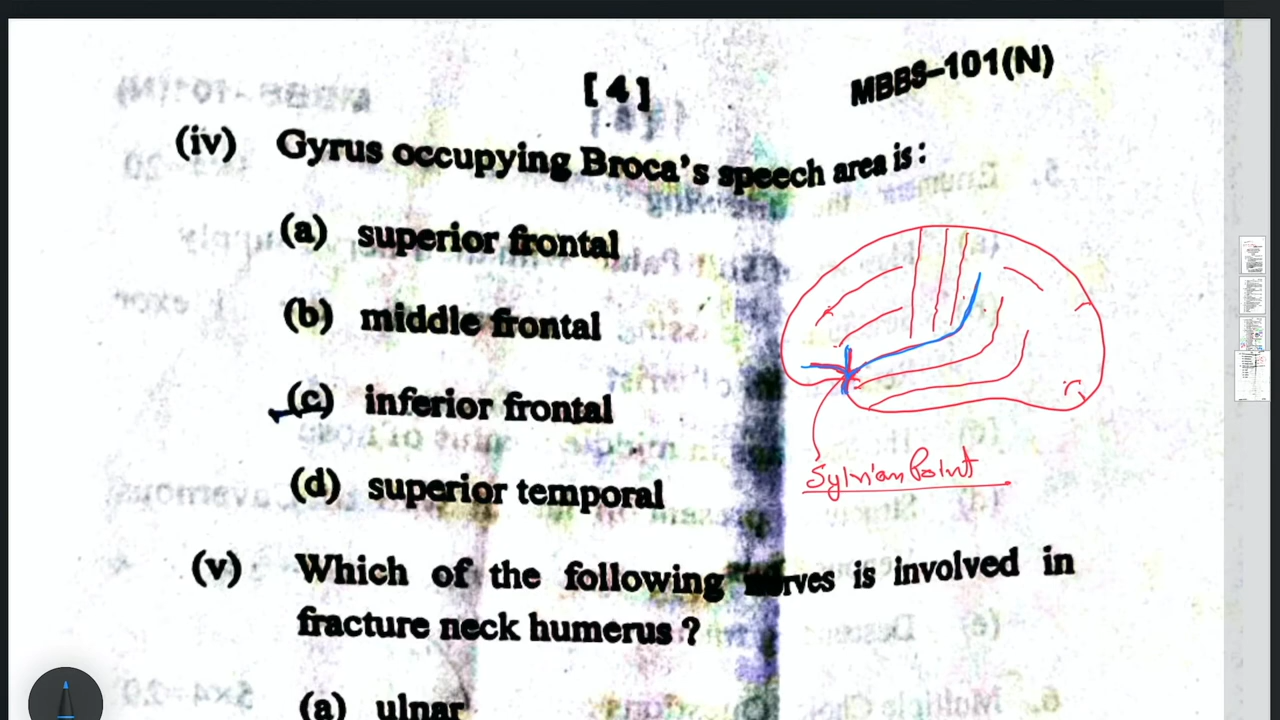 [4]
MBBS-101(N)
(iv) Gyrus occupying Broca's speech area is:
(a) superior frontal
(b) middle frontal
(c) inferior frontal
(d) superior temporal
Sylvian Point
(v) Which of the following nerves is involved in
fracture neck humerus ?
(a) ulnar